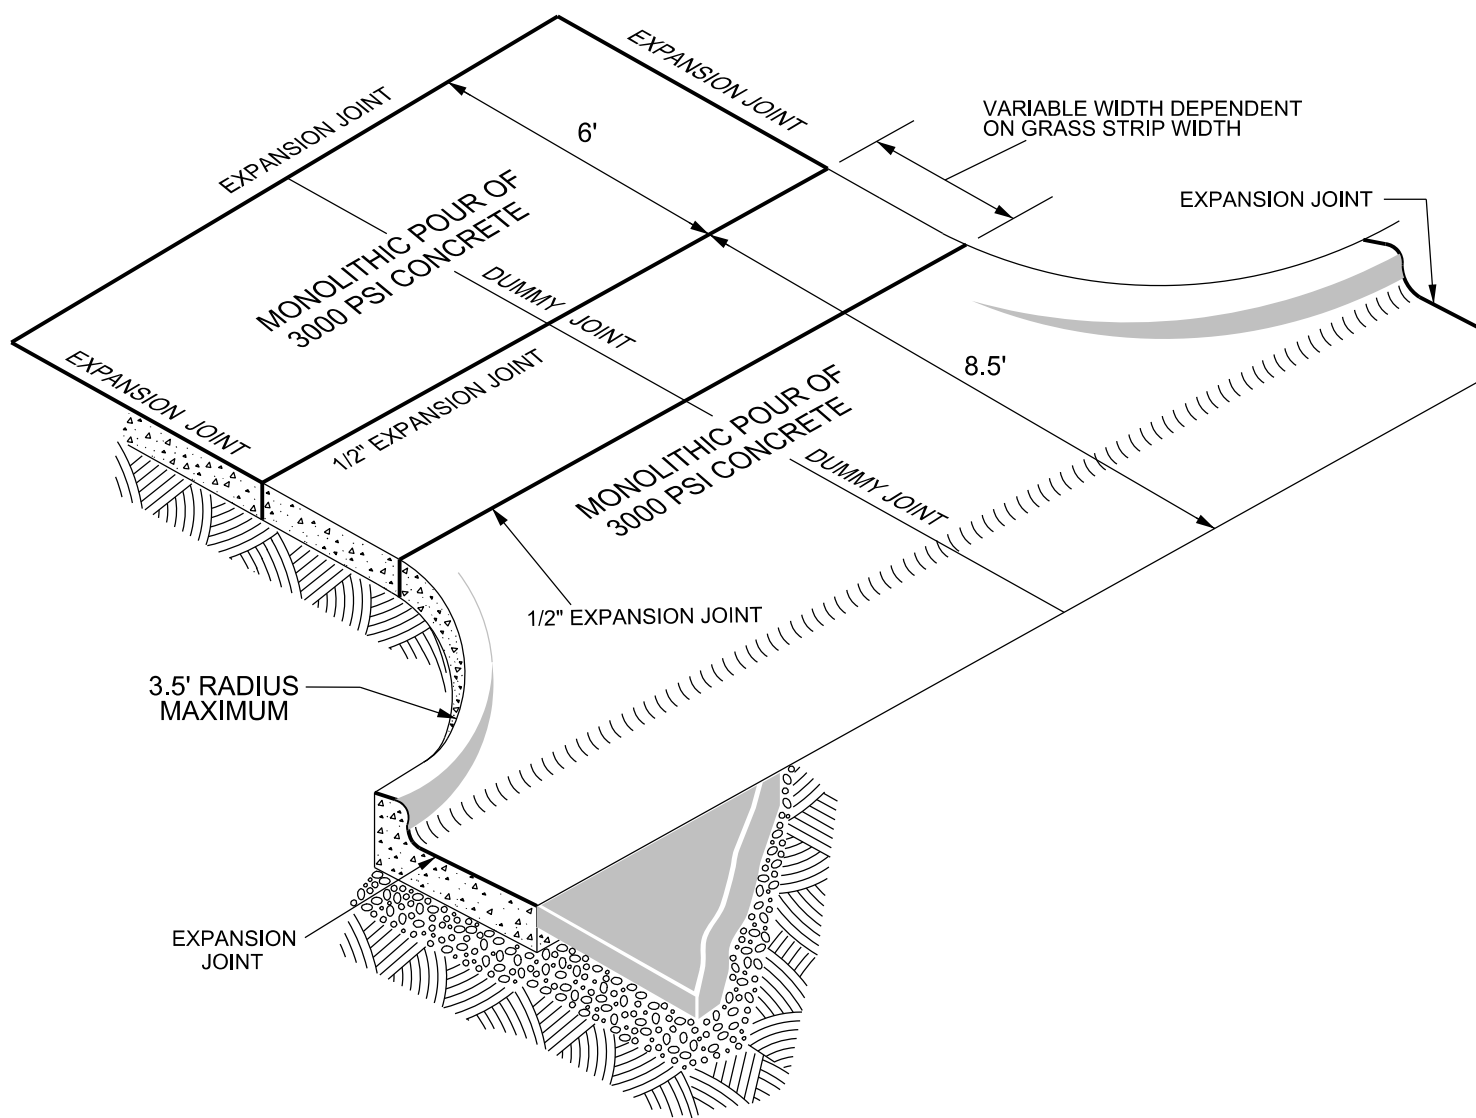 EXPANSION JOINT
EXPANSION JOINT
6'
VARIABLE WIDTH DEPENDENT
ON GRASS STRIP WIDTH
EXPANSION JOINT
MONOLITHIC POUR OF
3000 PSI CONCRETE
DUMMY JOINT
EXPANSION JOINT
1/2" EXPANSION JOINT
8.5'
MONOLITHIC POUR OF
3000 PSI CONCRETE
DUMMY JOINT
1/2" EXPANSION JOINT
3.5' RADIUS
MAXIMUM
EXPANSION
JOINT